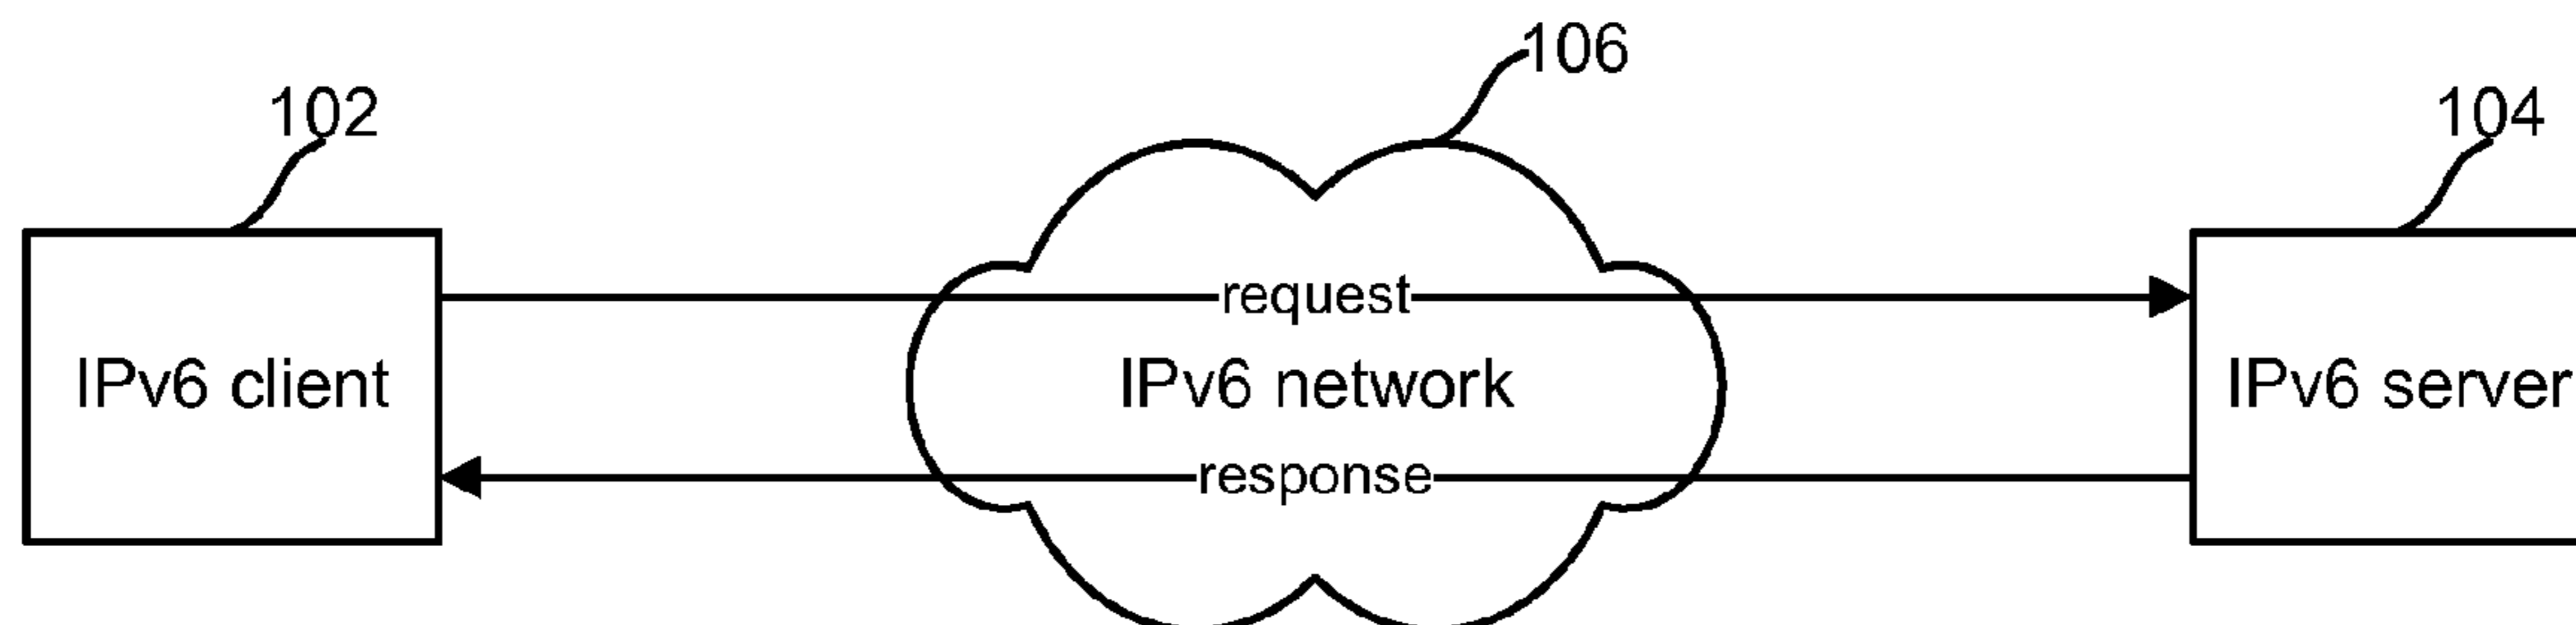 106
102
104
request
IPv6 client
IPv6 network
IPv6 server
response